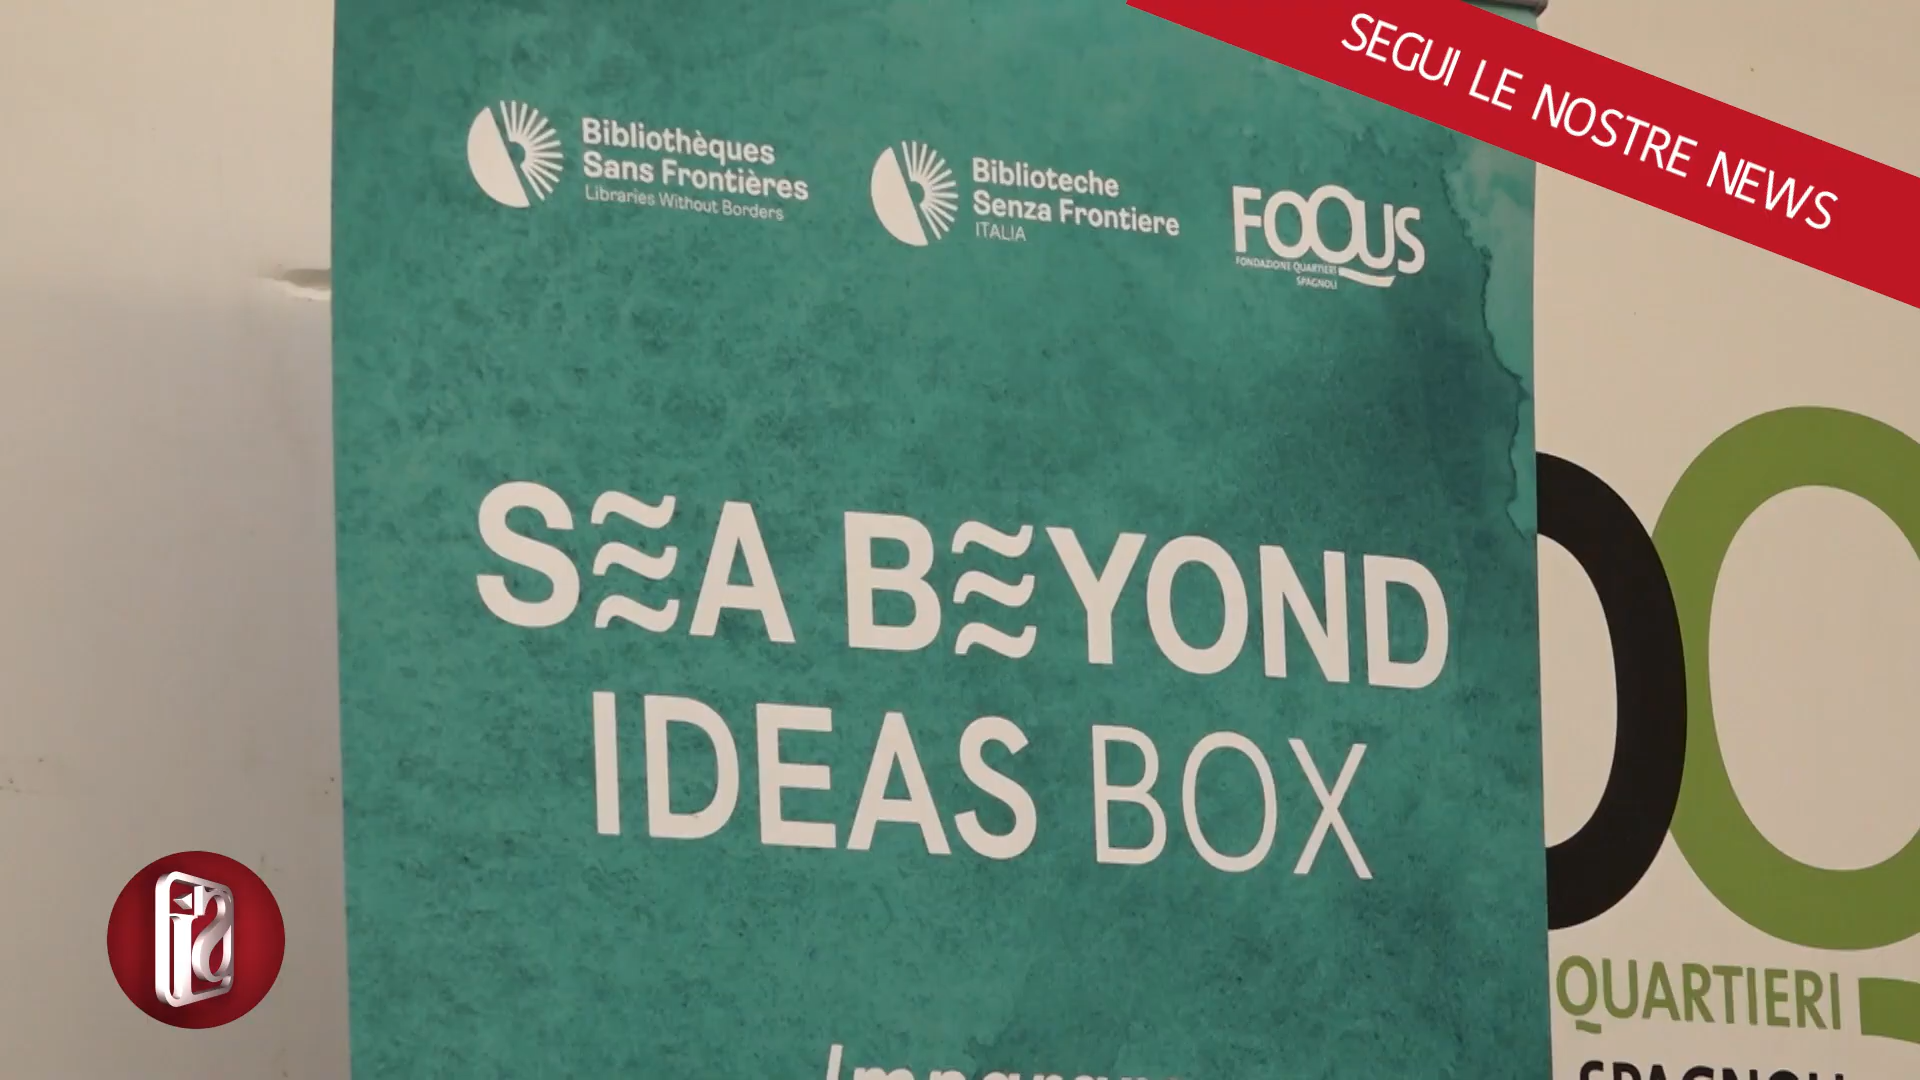 SEGUI LE NOSTRE NEWS
Bibliothèques
Sans Frontières
Libraries Without Borders
Biblioteche
Senza Frontiere
ITALIA
FOQUS
FONDAZIONE QUARTIERI
SPAGNOLI
SEA BEYOND
IDEAS BOX
QUARTIERI